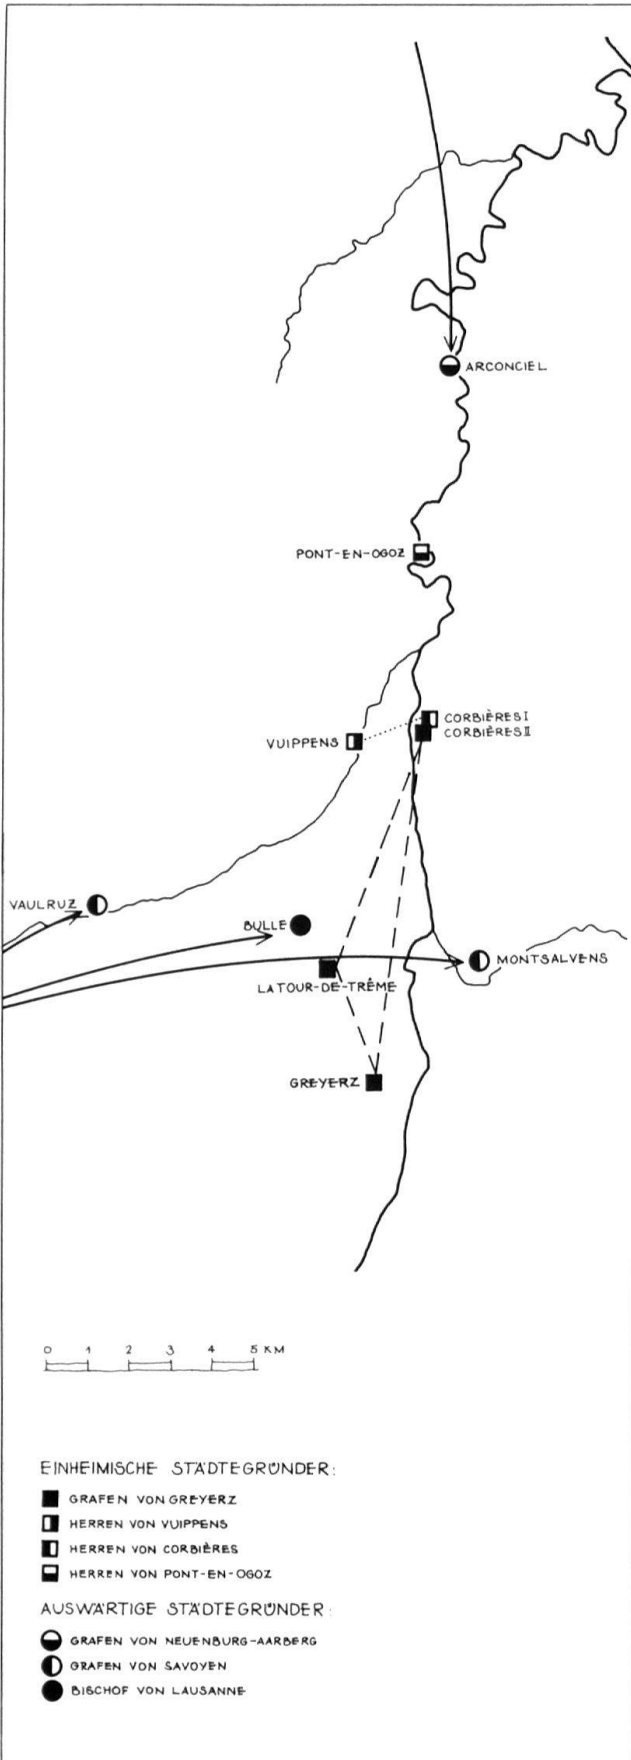 ARCONCIEL
PONT-EN-OGOZ
CORBIÈRES I
CORBIÈRES II
VUIPPENS
VAULRUZ
BULLE
MONTSALVENS
LA TOUR-DE-TRÊME
GREYERZ
0 1 2 3 4 5 KM
EINHEIMISCHE STÄDTEGRÜNDER:
GRAFEN VON GREYERZ
HERREN VON VUIPPENS
HERREN VON CORBIÈRES
HERREN VON PONT-EN-OGOZ
AUSWÄRTIGE STÄDTEGRÜNDER:
GRAFEN VON NEUENBURG-AARBERG
GRAFEN VON SAVOYEN
BISCHOF VON LAUSANNE